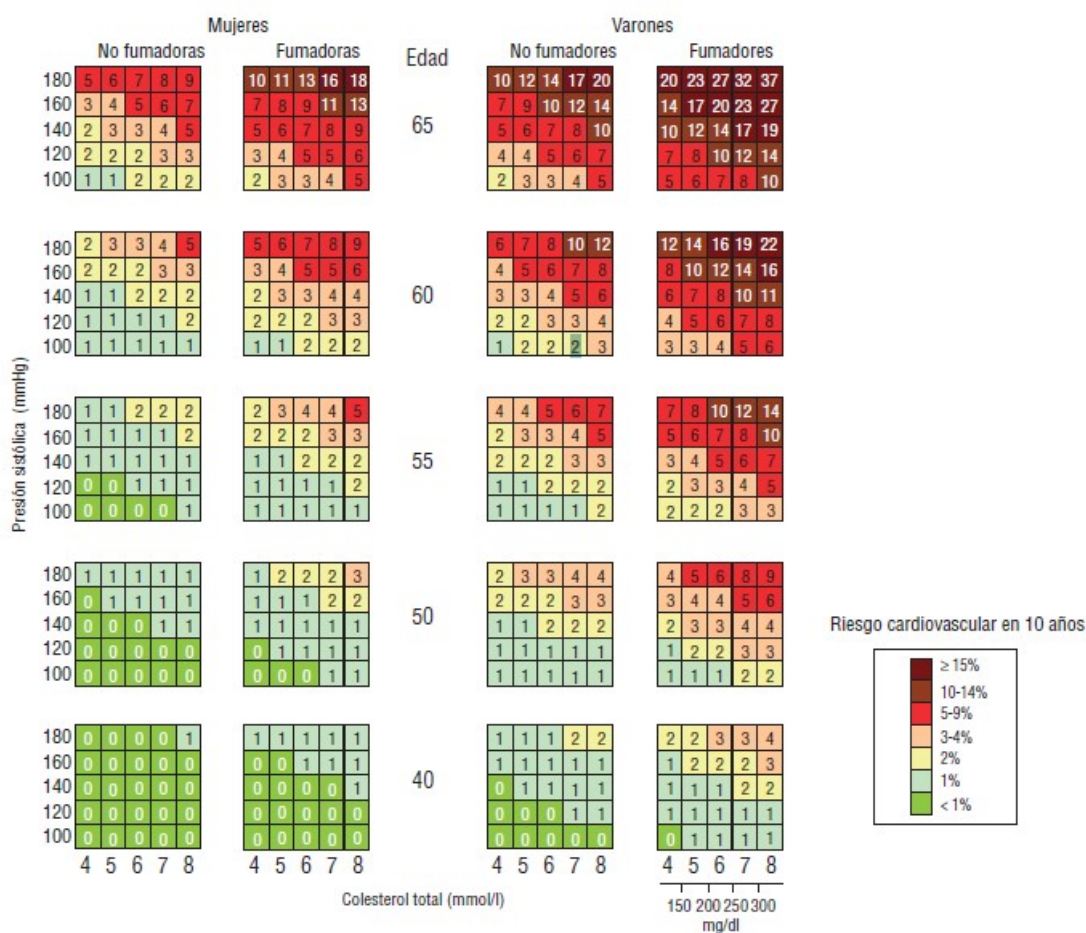 Mujeres Varones
No fumadoras Fumadoras Edad No fumadores Fumadores
180 5 6 7 8 9 10 11 13 16 18 10 12 14 17 20 20 23 27 32 37
160 3 4 5 6 7 7 8 9 11 13 7 9 10 12 14 14 17 20 23 27
140 2 3 3 4 5 5 6 7 8 9 65 5 6 7 8 10 10 12 14 17 19
120 2 2 2 3 3 3 4 5 5 6 4 4 5 6 7 7 8 10 12 14
100 1 1 2 2 2 2 3 3 4 5 2 3 3 4 5 5 6 7 8 10
180 2 3 3 4 5 5 6 7 8 9 6 7 8 10 12 12 14 16 19 22
160 2 2 2 3 3 3 4 5 5 6 4 5 6 7 8 8 10 12 14 16
140 1 1 2 2 2 2 3 3 4 4 60 3 3 4 5 6 6 7 8 10 11
120 1 1 1 1 2 2 2 2 3 3 2 2 3 3 4 4 5 6 7 8
100 1 1 1 1 1 1 1 2 2 2 1 2 2 2 3 3 3 4 5 6
180 1 1 2 2 2 2 3 4 4 5 4 4 5 6 7 7 8 10 12 14
160 1 1 1 1 2 2 2 2 3 3 2 3 3 4 5 5 6 7 8 10
140 1 1 1 1 1 1 1 2 2 2 55 2 2 2 3 3 3 4 5 6 7
120 0 0 1 1 1 1 1 1 1 2 1 1 2 2 2 2 3 3 4 5
100 0 0 0 0 1 1 1 1 1 1 1 1 1 1 2 2 2 2 3 3
180 1 1 1 1 1 1 2 2 2 3 2 3 3 4 4 4 5 6 8 9
160 0 1 1 1 1 1 1 1 2 2 2 2 2 3 3 3 4 4 5 6
140 0 0 0 1 1 1 1 1 1 1 50 1 1 2 2 2 2 3 3 4 4
120 0 0 0 0 0 0 1 1 1 1 1 1 1 1 1 1 2 2 3 3
100 0 0 0 0 0 0 0 0 1 1 1 1 1 1 1 1 1 1 2 2
180 0 0 0 0 1 1 1 1 1 1 1 1 1 2 2 2 2 3 3 4
160 0 0 0 0 0 0 0 1 1 1 1 1 1 1 1 1 2 2 2 3
140 0 0 0 0 0 0 0 0 0 1 40 0 1 1 1 1 1 1 1 2 2
120 0 0 0 0 0 0 0 0 0 0 0 0 0 1 1 1 1 1 1 1
100 0 0 0 0 0 0 0 0 0 0 0 0 0 0 0 0 1 1 1 1
4 5 6 7 8 4 5 6 7 8 4 5 6 7 8 4 5 6 7 8
Colesterol total (mmol/l)
150 200 250 300
mg/dl
Presión sistólica (mmHg)
Riesgo cardiovascular en 10 años
≥ 15%
10-14%
5-9%
3-4%
2%
1%
< 1%